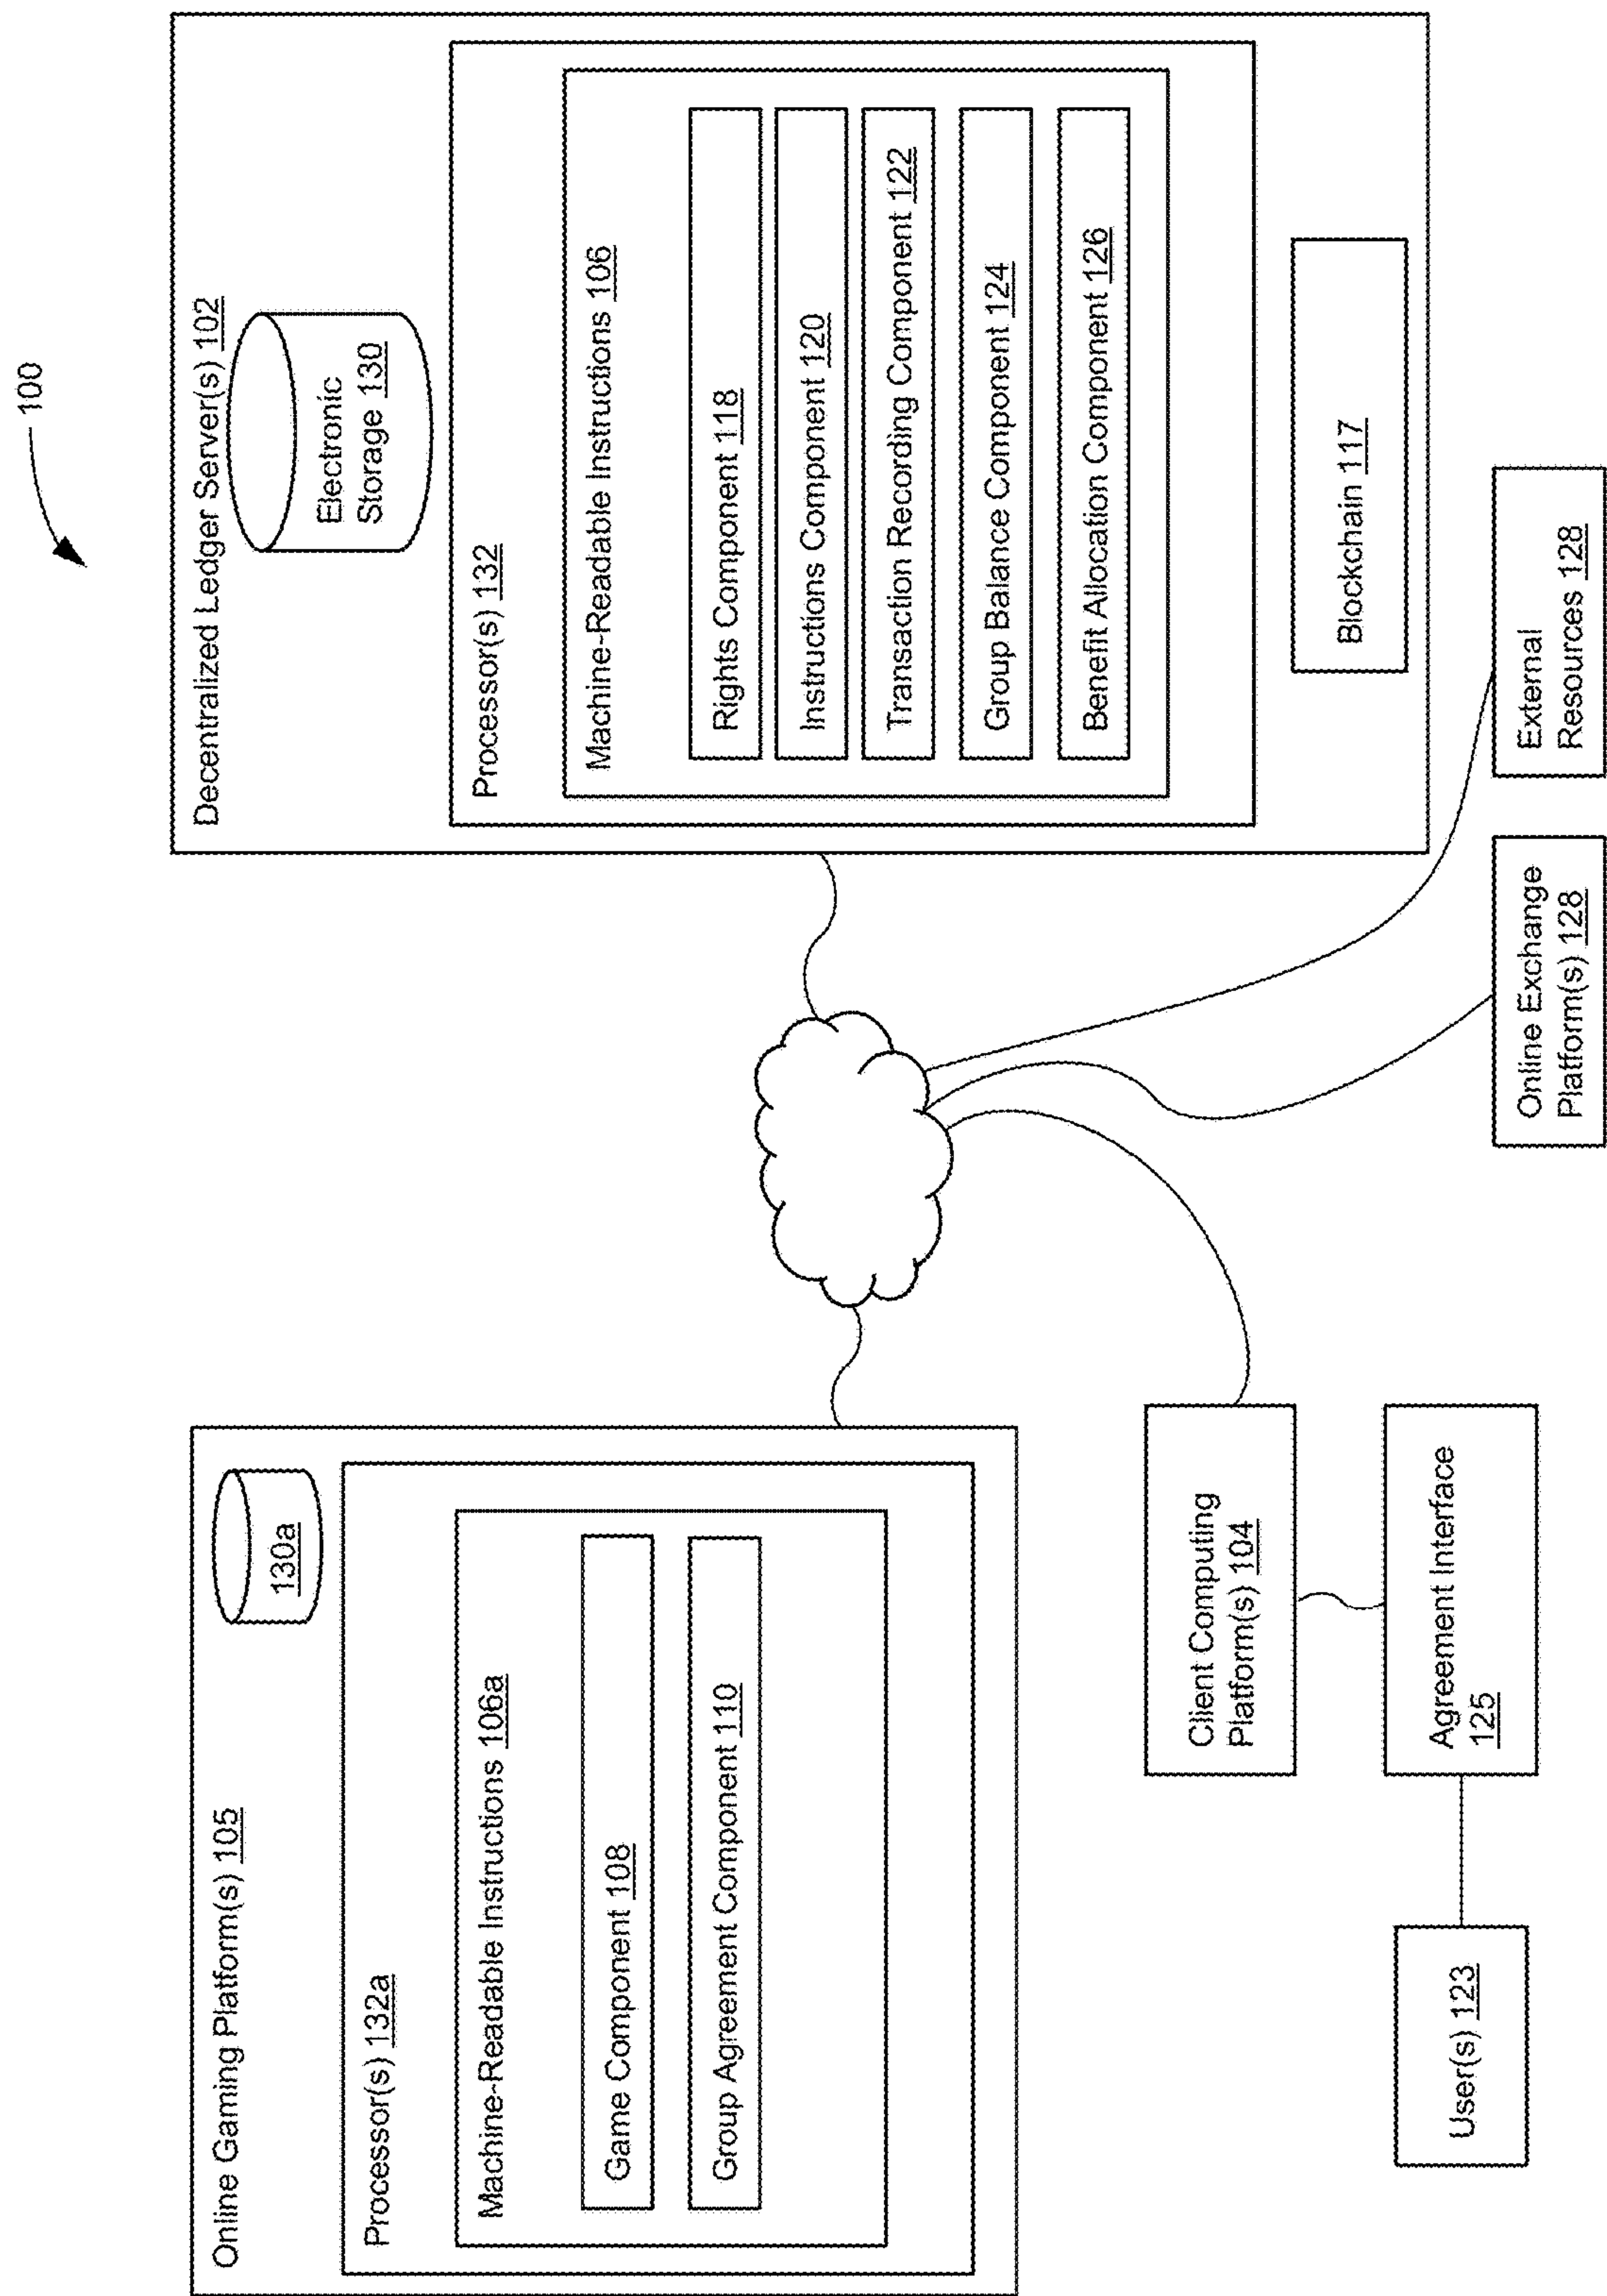 100
Online Gaming Platform(s) 105
130a
Processor(s) 132a
Machine-Readable Instructions 106a
Game Component 108
Group Agreement Component 110
Client Computing
Platform(s) 104
Agreement Interface
125
User(s) 123
Decentralized Ledger Server(s) 102
Electronic
Storage 130
Processor(s) 132
Machine-Readable Instructions 106
Rights Component 118
Instructions Component 120
Transaction Recording Component 122
Group Balance Component 124
Benefit Allocation Component 126
Blockchain 117
Online Exchange
Platform(s) 128
External
Resources 128